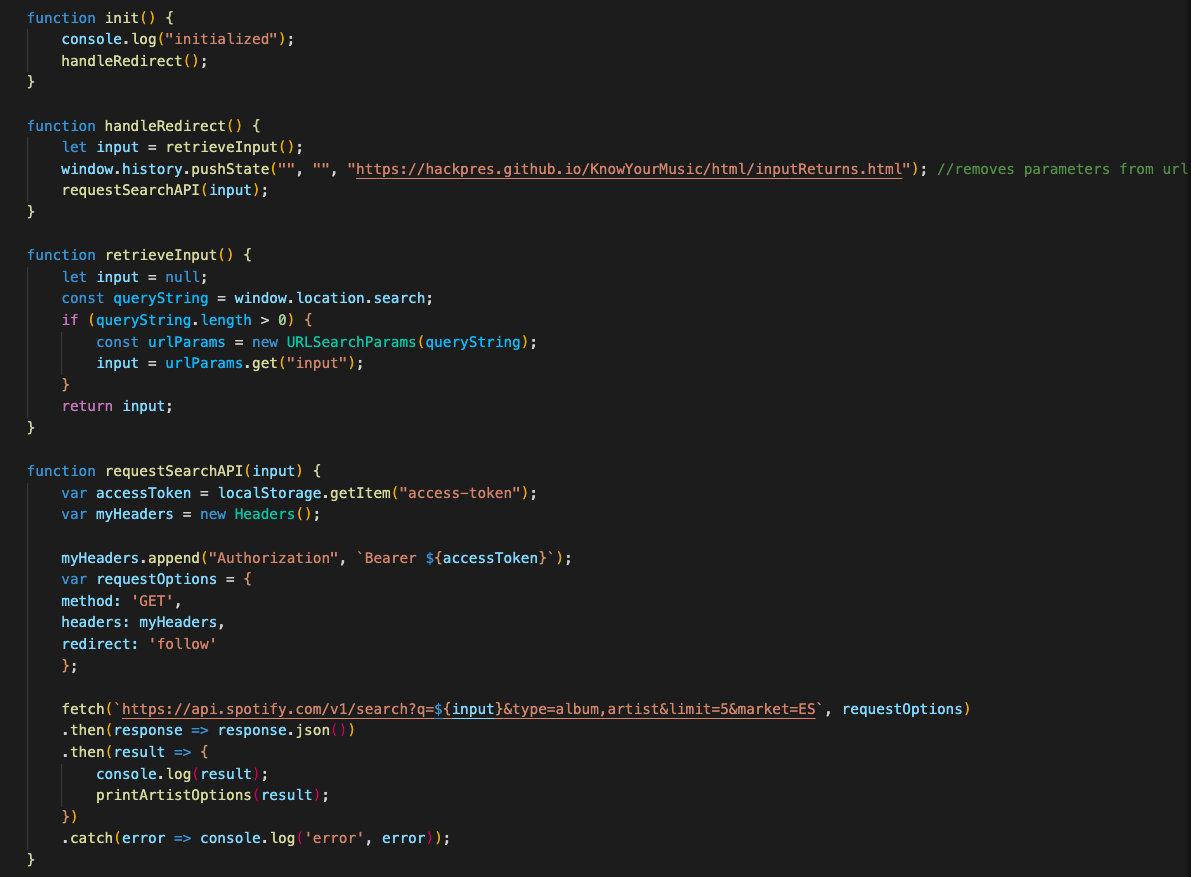 function init() {
    console.log("initialized");
    handleRedirect();
}

function handleRedirect() {
    let input = retrieveInput();
    window.history.pushState("", "", "https://hackpres.github.io/KnowYourMusic/html/inputReturns.html"); //removes parameters from url
    requestSearchAPI(input);
}

function retrieveInput() {
    let input = null;
    const queryString = window.location.search;
    if (queryString.length > 0) {
        const urlParams = new URLSearchParams(queryString);
        input = urlParams.get("input");
    }
    return input;
}

function requestSearchAPI(input) {
    var accessToken = localStorage.getItem("access-token");
    var myHeaders = new Headers();

    myHeaders.append("Authorization", `Bearer ${accessToken}`);
    var requestOptions = {
    method: 'GET',
    headers: myHeaders,
    redirect: 'follow'
    };

    fetch(`https://api.spotify.com/v1/search?q=${input}&type=album,artist&limit=5&market=ES`, requestOptions)
    .then(response => response.json())
    .then(result => {
        console.log(result);
        printArtistOptions(result);
    })
    .catch(error => console.log('error', error));
}